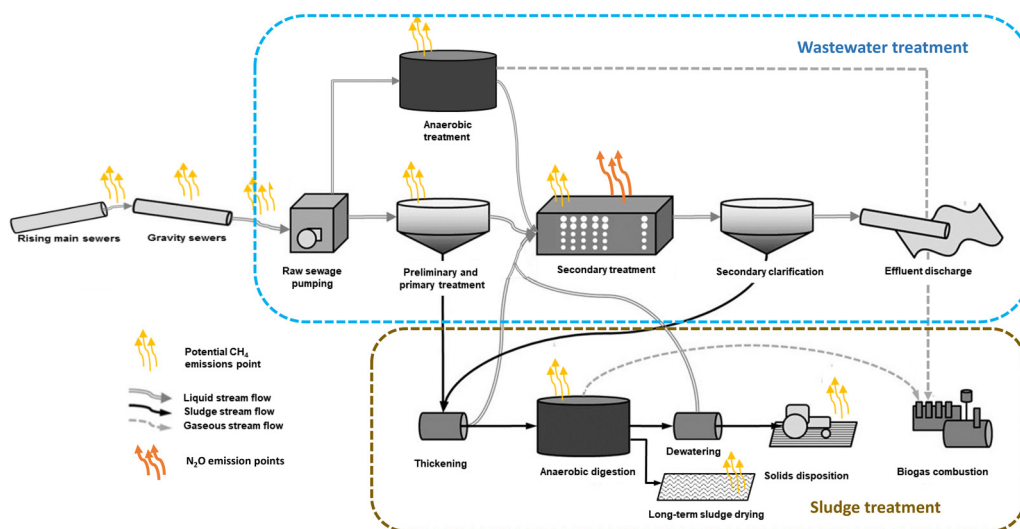 Wastewater treatment
Anaerobic
treatment
Rising main sewers
Gravity sewers
Raw sewage
pumping
Preliminary and
primary treatment
Secondary treatment
Secondary clarification
Effluent discharge
Potential CH₄
emissions point
Liquid stream flow
Sludge stream flow
Gaseous stream flow
N₂O emission points
Thickening
Anaerobic digestion
Dewatering
Solids disposition
Biogas combustion
Long-term sludge drying
Sludge treatment